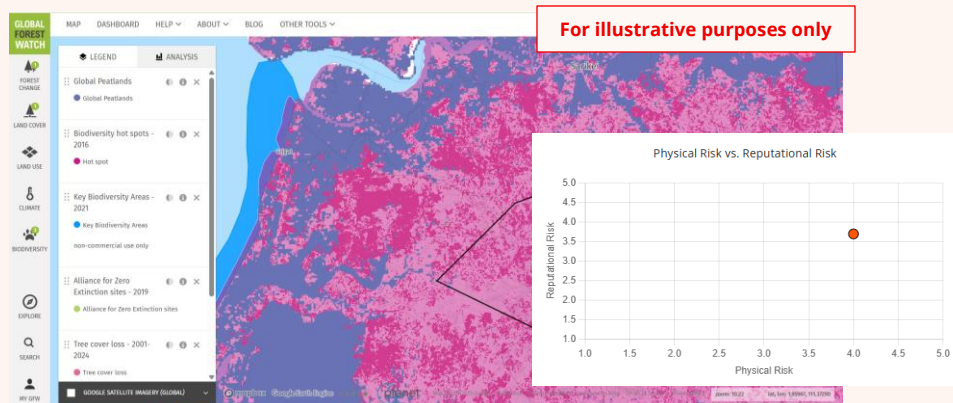 GLOBAL
FOREST
WATCH
MAP DASHBOARD HELP ABOUT BLOG OTHER TOOLS
For illustrative purposes only
FOREST
CHANGE
LAND COVER
LAND USE
CLIMATE
BIODIVERSITY
EXPLORE
SEARCH
MY GFW
LEGEND ANALYSIS
Global Peatlands
Global Peatlands
Biodiversity hot spots -
2016
Hot spot
Key Biodiversity Areas -
2021
Key Biodiversity Areas
non-commercial use only
Alliance for Zero
Extinction sites - 2019
Alliance for Zero Extinction sites
Tree cover loss - 2001-
2024
Tree cover loss
GOOGLE SATELLITE IMAGERY (GLOBAL)
mapbox Google Earth Engine
Physical Risk vs. Reputational Risk
Reputational Risk
5.0
4.5
4.0
3.5
3.0
2.5
2.0
1.5
1.0
1.0 1.5 2.0 2.5 3.0 3.5 4.0 4.5 5.0
Physical Risk